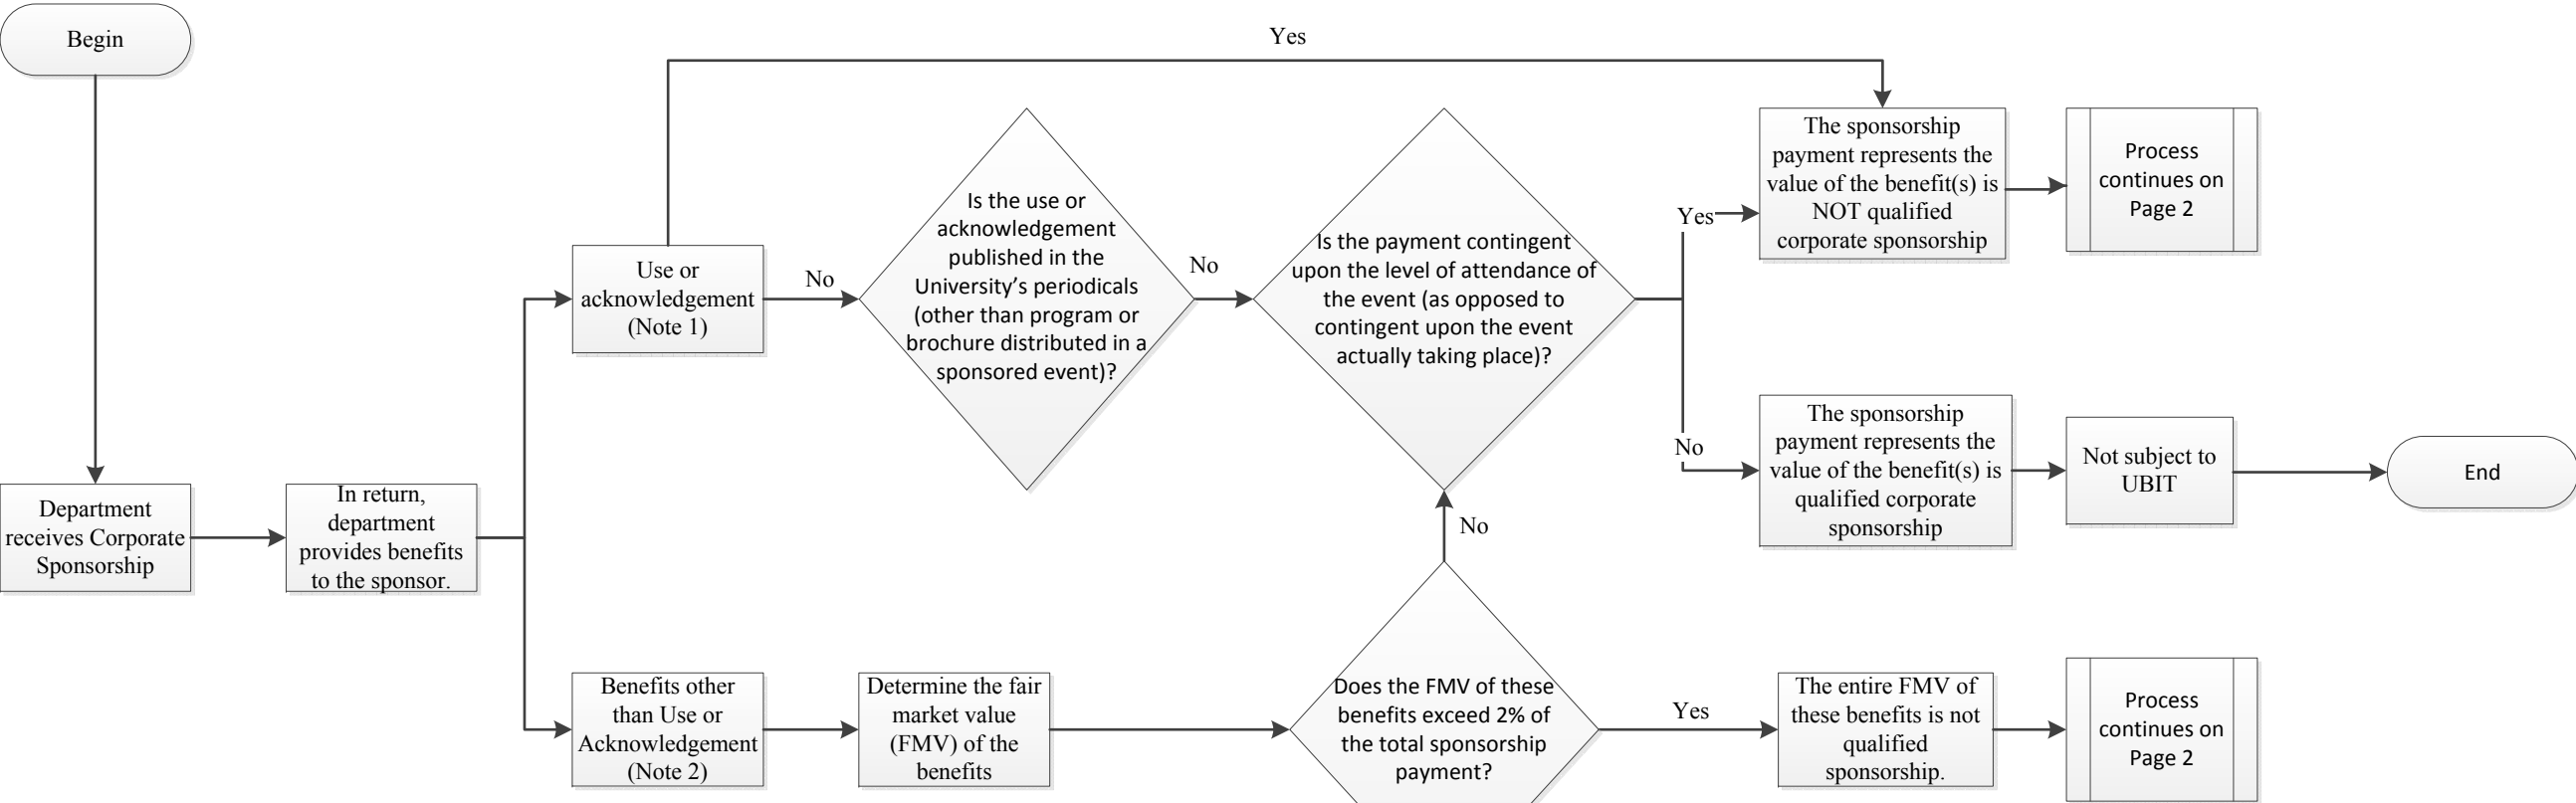 Begin
Yes
Department
receives Corporate
Sponsorship
In return,
department
provides benefits
to the sponsor.
Use or
acknowledgement
(Note 1)
No
Is the use or
acknowledgement
published in the
University’s periodicals
(other than program or
brochure distributed in a
sponsored event)?
No
Is the payment contingent
upon the level of attendance of
the event (as opposed to
contingent upon the event
actually taking place)?
Yes
The sponsorship
payment represents the
value of the benefit(s) is
NOT qualified
corporate sponsorship
Process
continues on
Page 2
No
The sponsorship
payment represents the
value of the benefit(s) is
qualified corporate
sponsorship
Not subject to
UBIT
End
Benefits other
than Use or
Acknowledgement
(Note 2)
Determine the fair
market value
(FMV) of the
benefits
Does the FMV of these
benefits exceed 2% of
the total sponsorship
payment?
No
Yes
The entire FMV of
these benefits is not
qualified
sponsorship.
Process
continues on
Page 2